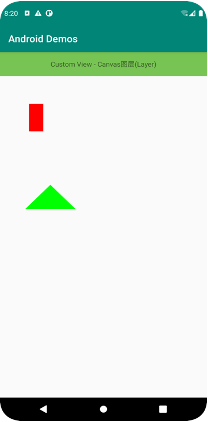 8:20
Android Demos
Custom View - Canvas图层(Layer)